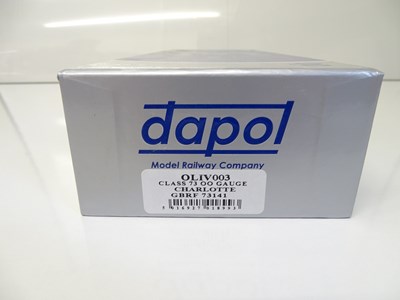 dapol
Model Railway Company
OLIV003
CLASS 73 OO GAUGE
CHARLOTTE
GBRF 73141